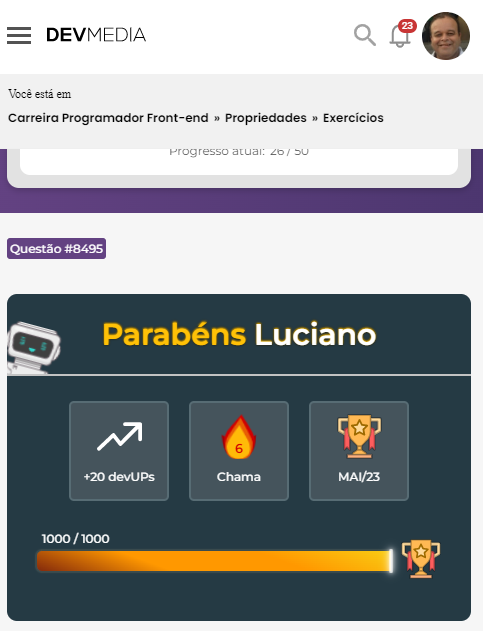 DEVMEDIA
23
Você está em
Carreira Programador Front-end » Propriedades » Exercícios
Progresso atual: 26 / 50
Questão #8495
Parabéns Luciano
6
+20 devUPs
Chama
MAI/23
1000 / 1000